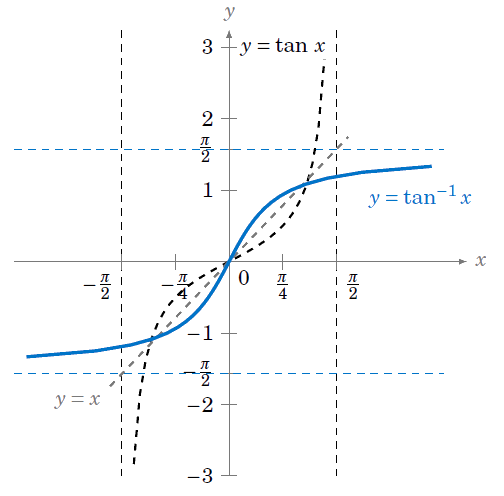 y
3
y = tan x
2
π/2
1
y = tan⁻¹ x
x
−π/2
−π/4
0
π/4
π/2
−1
−π/2
y = x
−2
−3